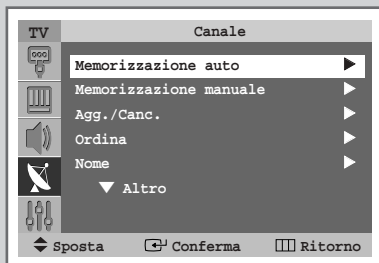 TV Canale
Memorizzazione auto
Memorizzazione manuale
Agg./Canc.
Ordina
Nome
Altro
Sposta Conferma Ritorno